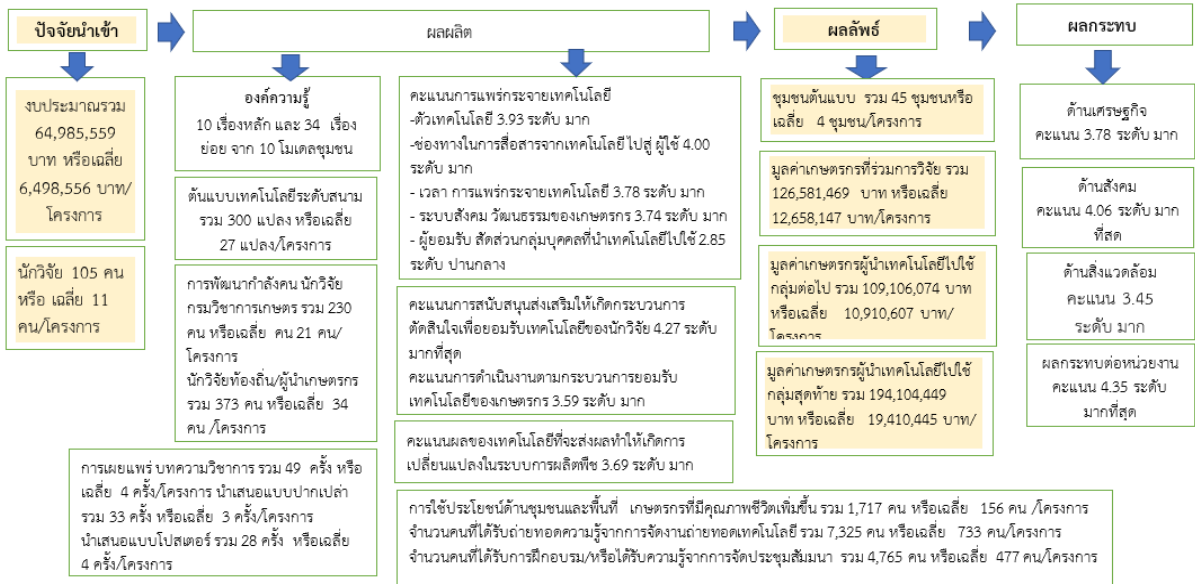 ปัจจัยนำเข้า
ผลผลิต
ผลลัพธ์
ผลกระทบ
งบประมาณรวม
64,985,559
บาท หรือเฉลี่ย
6,498,556 บาท/
โครงการ
นักวิจัย 105 คน
หรือ เฉลี่ย 11
คน/โครงการ
องค์ความรู้
10 เรื่องหลัก และ 34 เรื่อง
ย่อย จาก 10 โมเดลชุมชน
ต้นแบบเทคโนโลยีระดับสนาม
รวม 300 แปลง หรือเฉลี่ย
27 แปลง/โครงการ
การพัฒนากำลังคน นักวิจัย
กรมวิชาการเกษตร รวม 230
คน หรือเฉลี่ย คน 21 คน/
โครงการ
นักวิจัยท้องถิ่น/ผู้นำเกษตรกร
รวม 373 คน หรือเฉลี่ย 34
คน /โครงการ
การเผยแพร่ บทความวิชาการ รวม 49 ครั้ง หรือ
เฉลี่ย 4 ครั้ง/โครงการ นำเสนอแบบปากเปล่า
รวม 33 ครั้ง หรือเฉลี่ย 3 ครั้ง/โครงการ
นำเสนอแบบโปสเตอร์ รวม 28 ครั้ง หรือเฉลี่ย
4 ครั้ง/โครงการ
คะแนนการแพร่กระจายเทคโนโลยี
-ตัวเทคโนโลยี 3.93 ระดับ มาก
-ช่องทางในการสื่อสารจากเทคโนโลยีไปสู่ ผู้ใช้ 4.00
ระดับ มาก
- เวลา การแพร่กระจายเทคโนโลยี 3.78 ระดับ มาก
- ระบบสังคม วัฒนธรรมของเกษตรกร 3.74 ระดับ มาก
- ผู้ยอมรับ สัดส่วนกลุ่มบุคคลที่นำเทคโนโลยีไปใช้ 2.85
ระดับ ปานกลาง
คะแนนการสนับสนุนส่งเสริมให้เกิดกระบวนการ
ตัดสินใจเพื่อยอมรับเทคโนโลยีของนักวิจัย 4.27 ระดับ
มากที่สุด
คะแนนการดำเนินงานตามกระบวนการยอมรับ
เทคโนโลยีของเกษตรกร 3.59 ระดับ มาก
คะแนนผลของเทคโนโลยีที่จะส่งผลทำให้เกิดการ
เปลี่ยนแปลงในระบบการผลิตพืช 3.69 ระดับ มาก
การใช้ประโยชน์ด้านชุมชนและพื้นที่ เกษตรกรที่มีคุณภาพชีวิตเพิ่มขึ้น รวม 1,717 คน หรือเฉลี่ย 156 คน /โครงการ
จำนวนคนที่ได้รับถ่ายทอดความรู้จากการจัดงานถ่ายทอดเทคโนโลยี รวม 7,325 คน หรือเฉลี่ย 733 คน/โครงการ
จำนวนคนที่ได้รับการฝึกอบรม/หรือได้รับความรู้จากการจัดประชุมสัมมนา รวม 4,765 คน หรือเฉลี่ย 477 คน/โครงการ
ชุมชนต้นแบบ รวม 45 ชุมชนหรือ
เฉลี่ย 4 ชุมชน/โครงการ
มูลค่าเกษตรกรที่ร่วมการวิจัย รวม
126,581,469 บาท หรือเฉลี่ย
12,658,147 บาท/โครงการ
มูลค่าเกษตรกรผู้นำเทคโนโลยีไปใช้
กลุ่มต่อไป รวม 109,106,074 บาท
หรือเฉลี่ย 10,910,607 บาท/
โครงการ
มูลค่าเกษตรกรผู้นำเทคโนโลยีไปใช้
กลุ่มสุดท้าย รวม 194,104,449
บาท หรือเฉลี่ย 19,410,445 บาท/
โครงการ
ด้านเศรษฐกิจ
คะแนน 3.78 ระดับ มาก
ด้านสังคม
คะแนน 4.06 ระดับ มาก
ที่สุด
ด้านสิ่งแวดล้อม
คะแนน 3.45
ระดับ มาก
ผลกระทบต่อหน่วยงาน
คะแนน 4.35 ระดับ
มากที่สุด